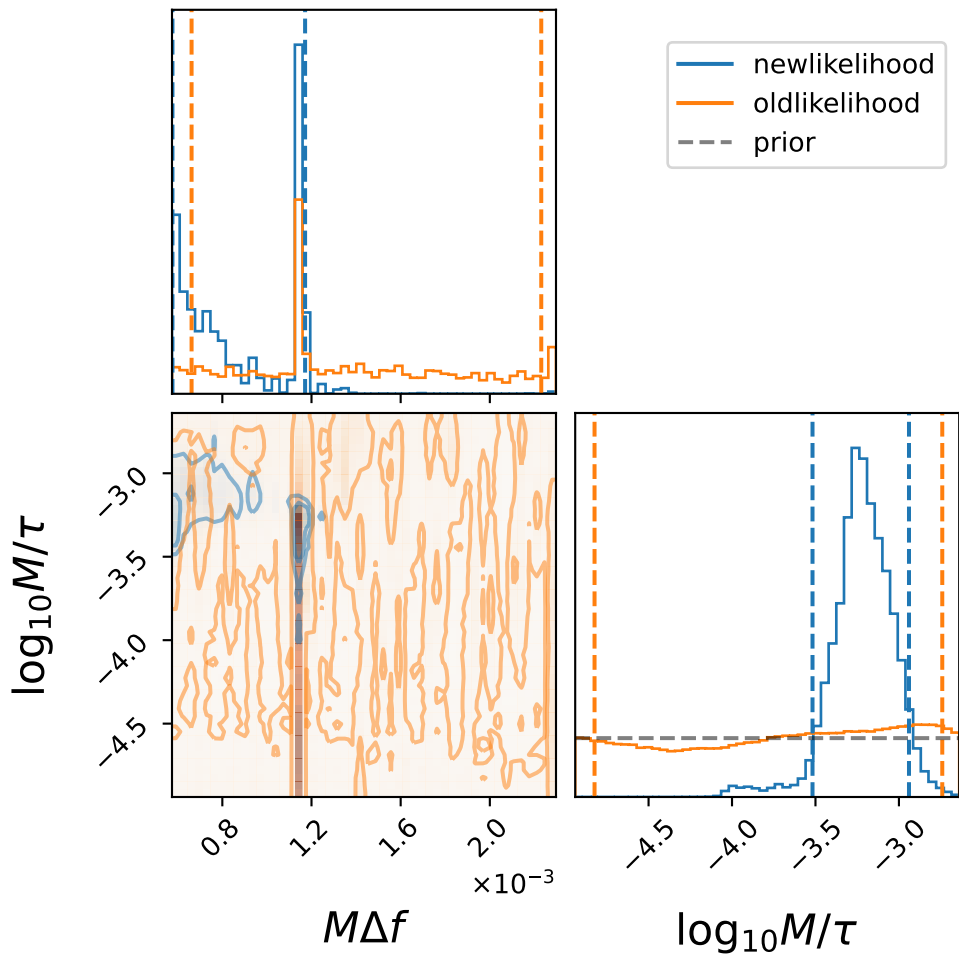 newlikelihood
oldlikelihood
prior
log₁₀M/τ
−3.0
−3.5
−4.0
−4.5
0.8 1.2 1.6 2.0
×10⁻³
MΔf
−4.5 −4.0 −3.5 −3.0
log₁₀M/τ